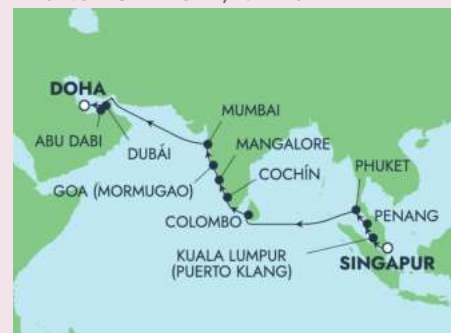 DOHA
ABU DABI
DUBÁI
MUMBAI
MANGALORE
GOA (MORMUGAO)
COCHÍN
COLOMBO
PHUKET
PENANG
KUALA LUMPUR
(PUERTO KLANG)
SINGAPUR